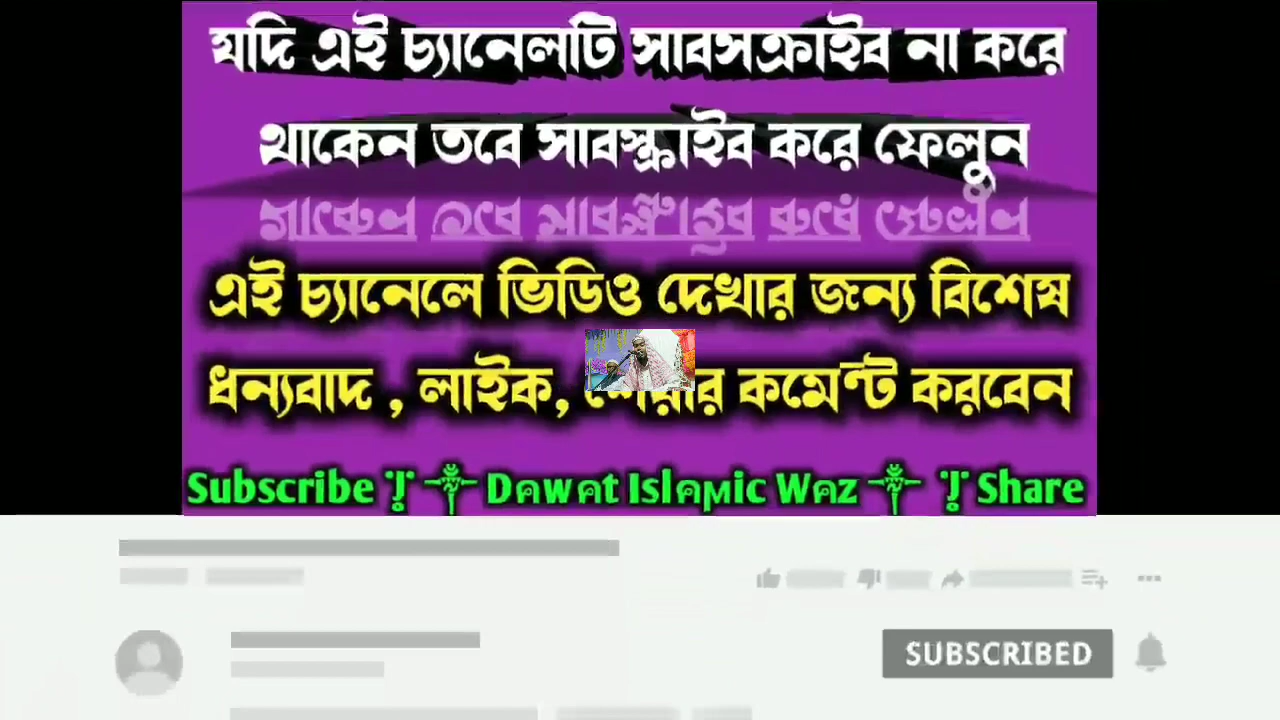 যদি এই চ্যানেলটি সাবসক্রাইব না করে
থাকেন তবে সাবস্ক্রাইব করে ফেলুন
এই চ্যানেলে ভিডিও দেখার জন্য বিশেষ
ধন্যবাদ , লাইক, শেয়ার কমেন্ট করবেন
Subscribe Dawat Islamic Waz Share
SUBSCRIBED